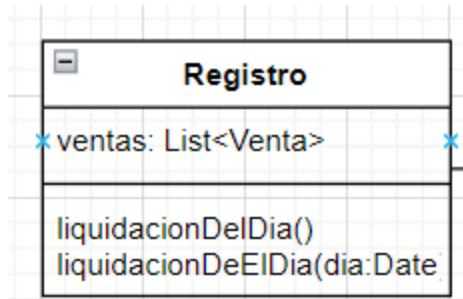 Registro
ventas: List<Venta>
liquidacionDelDia()
liquidacionDeElDia(dia:Date